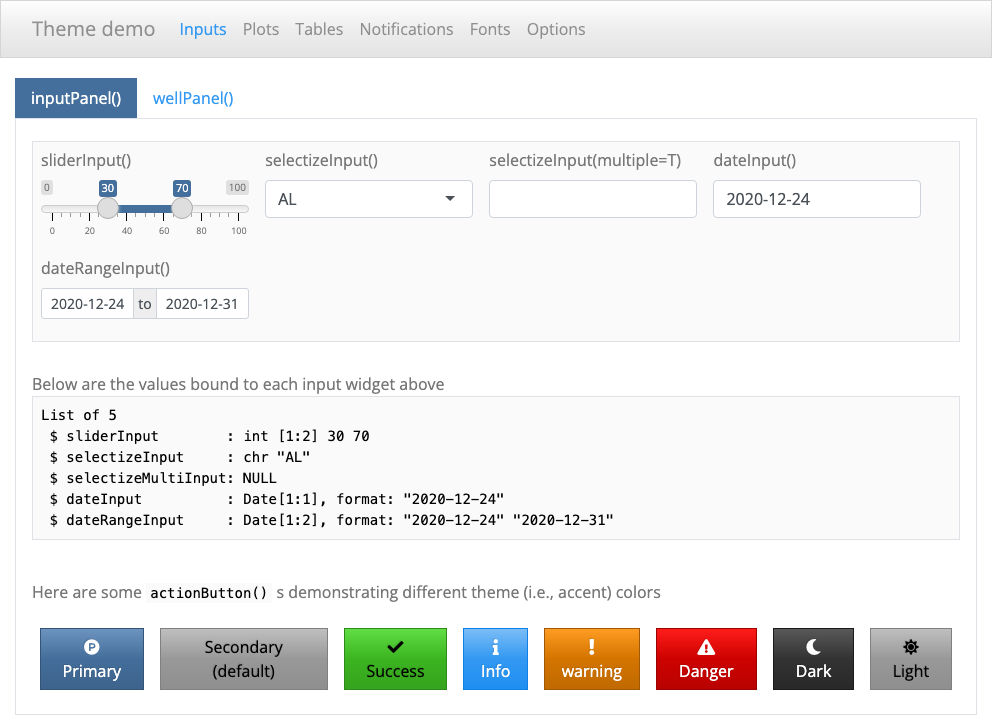 Theme demo Inputs Plots Tables Notifications Fonts Options
inputPanel() wellPanel()
sliderInput() selectizeInput() selectizeInput(multiple=T) dateInput()
0 30 70 100
AL 2020-12-24
0 20 40 60 80 100
dateRangeInput()
2020-12-24 to 2020-12-31
Below are the values bound to each input widget above
List of 5
 $ sliderInput        : int [1:2] 30 70
 $ selectizeInput     : chr "AL"
 $ selectizeMultiInput: NULL
 $ dateInput          : Date[1:1], format: "2020-12-24"
 $ dateRangeInput     : Date[1:2], format: "2020-12-24" "2020-12-31"
Here are some actionButton() s demonstrating different theme (i.e., accent) colors
P
Primary
Secondary
(default)
Success
Info
warning
Danger
Dark
Light